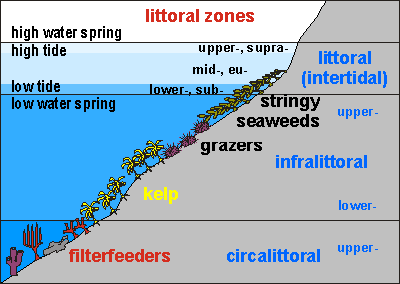 littoral zones
high water spring
high tide
upper-, supra-
littoral
(intertidal)
mid-, eu-
low tide
lower-, sub-
low water spring
stringy
seaweeds
upper-
grazers
infralittoral
kelp
lower-
filterfeeders
circalittoral
upper-